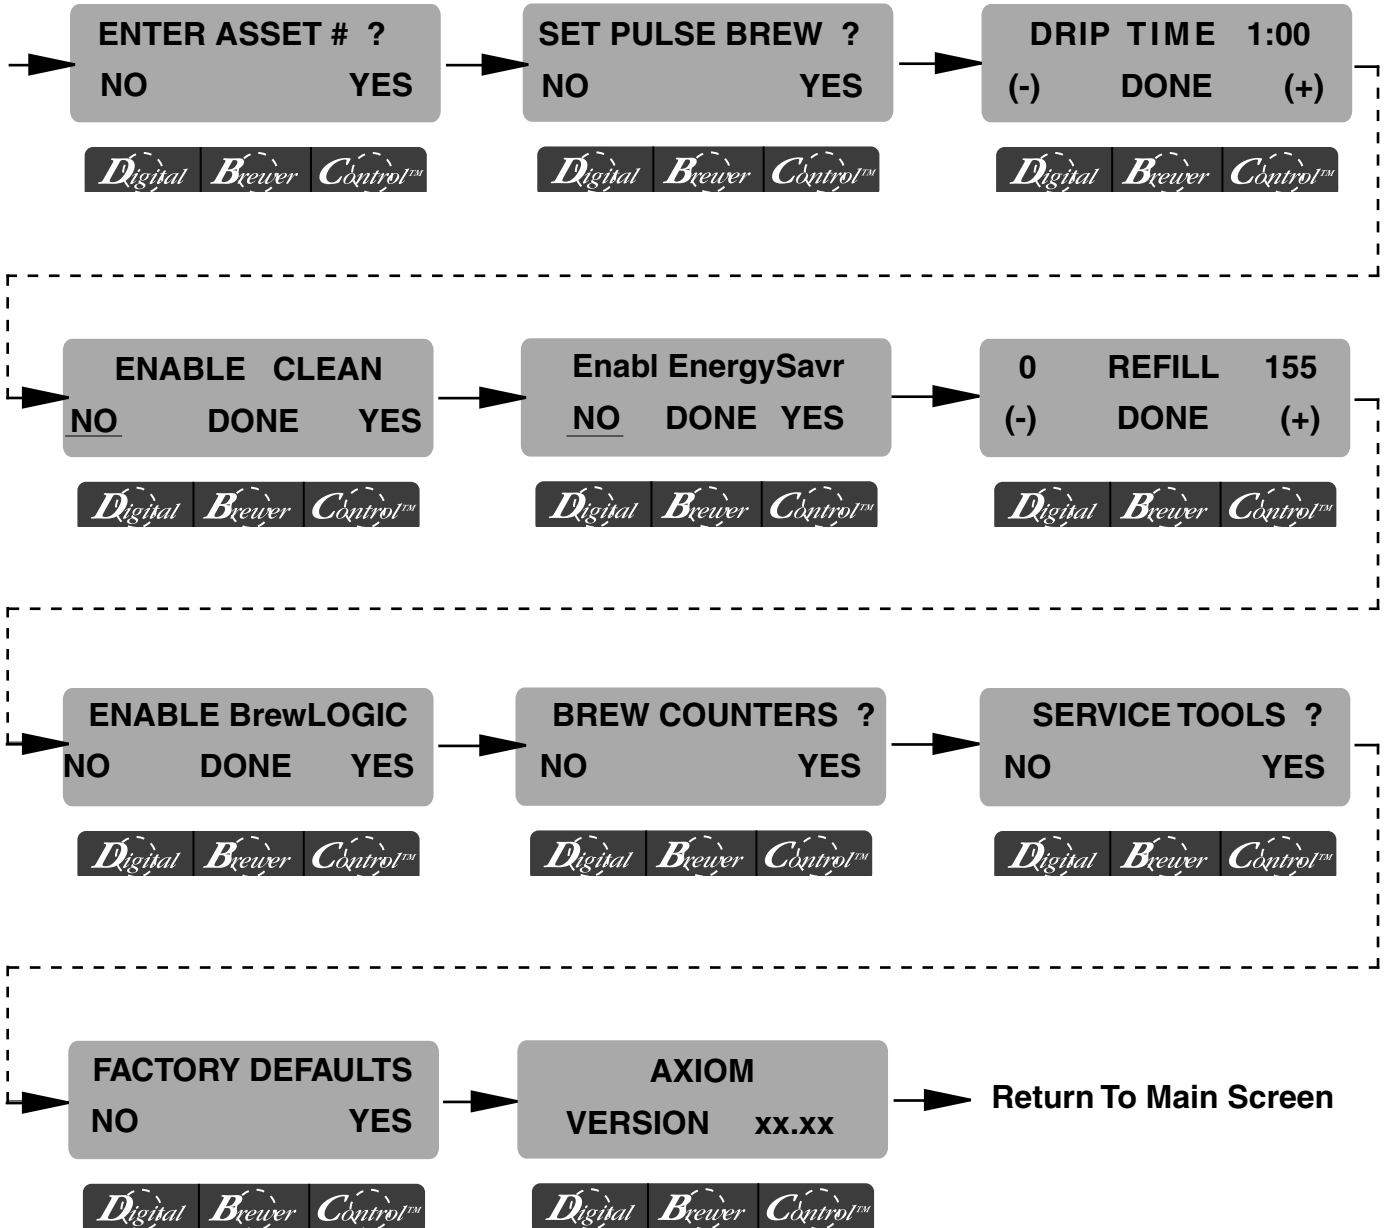 ENTER ASSET # ?
NO YES
Digital Brewer Control™
SET PULSE BREW ?
NO YES
Digital Brewer Control™
DRIP TIME 1:00
(-) DONE (+)
Digital Brewer Control™
ENABLE CLEAN
NO DONE YES
Digital Brewer Control™
Enabl EnergySavr
NO DONE YES
Digital Brewer Control™
0 REFILL 155
(-) DONE (+)
Digital Brewer Control™
ENABLE BrewLOGIC
NO DONE YES
Digital Brewer Control™
BREW COUNTERS ?
NO YES
Digital Brewer Control™
SERVICE TOOLS ?
NO YES
Digital Brewer Control™
FACTORY DEFAULTS
NO YES
Digital Brewer Control™
AXIOM
VERSION xx.xx
Digital Brewer Control™
Return To Main Screen